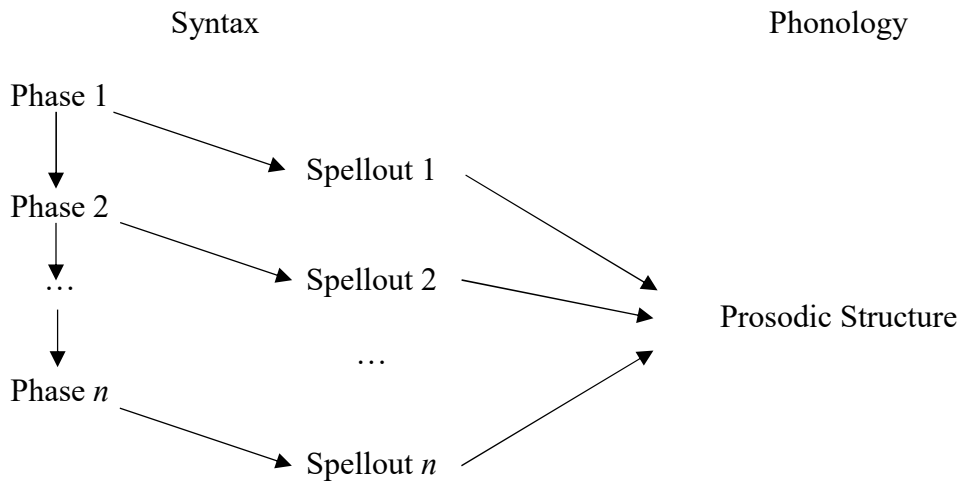 Syntax Phonology
Phase 1
Spellout 1
Phase 2
Spellout 2
…
Prosodic Structure
…
Phase n
Spellout n